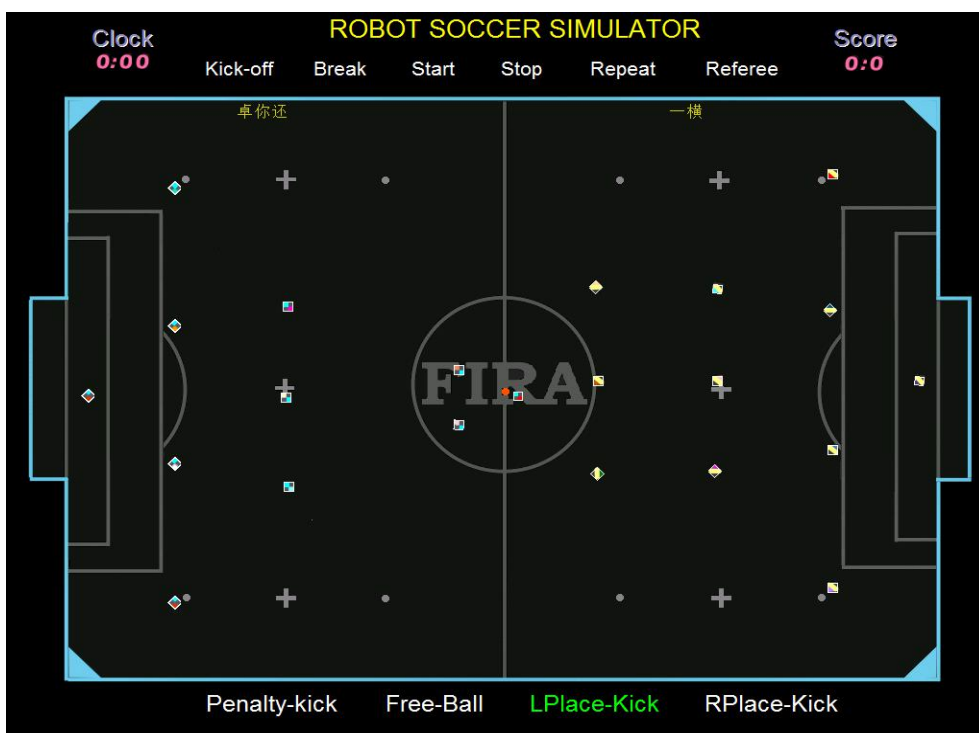 ROBOT SOCCER SIMULATOR
Clock
0:00
Score
0:0
Kick-off Break Start Stop Repeat Referee
卓你还 一横
FIRA
Penalty-kick Free-Ball LPlace-Kick RPlace-Kick